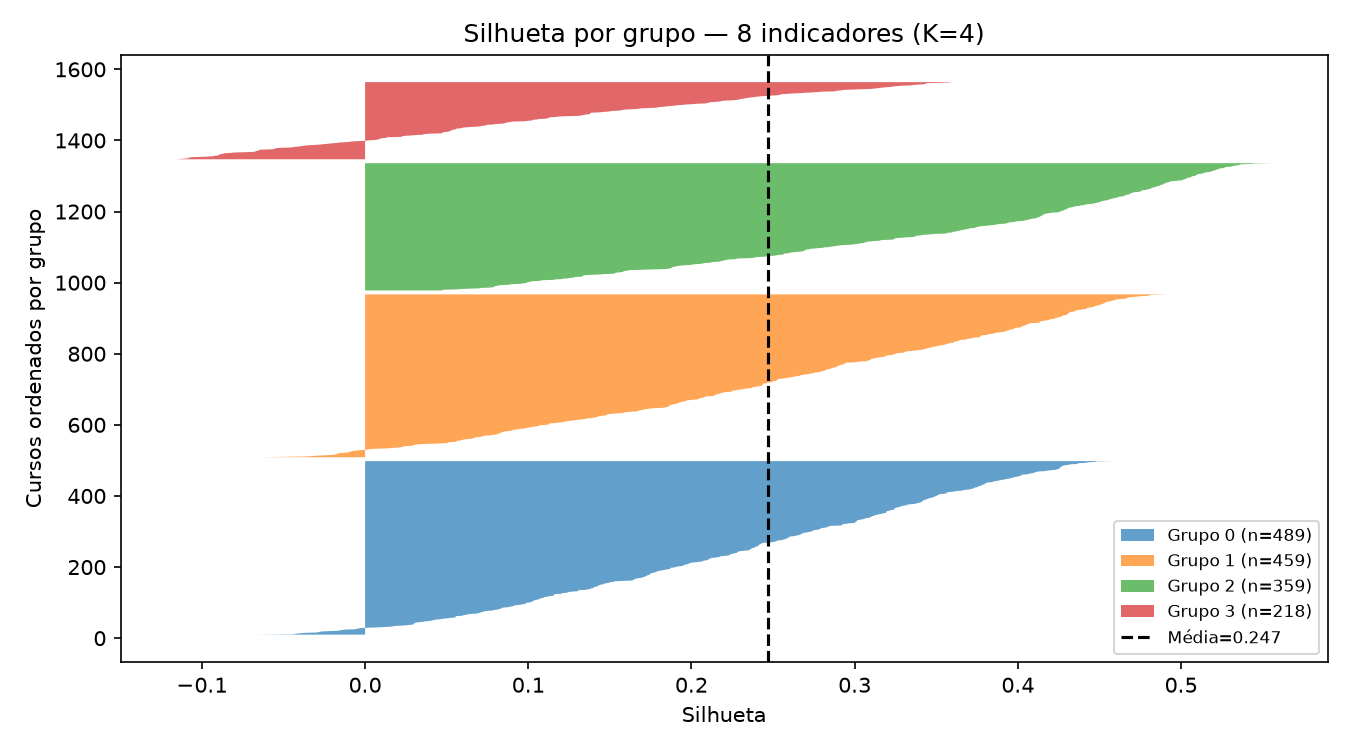 Silhueta por grupo — 8 indicadores (K=4)
Cursos ordenados por grupo
1600
1400
1200
1000
800
600
400
200
0
−0.1
0.0
0.1
0.2
0.3
0.4
0.5
Silhueta
Grupo 0 (n=489)
Grupo 1 (n=459)
Grupo 2 (n=359)
Grupo 3 (n=218)
Média=0.247